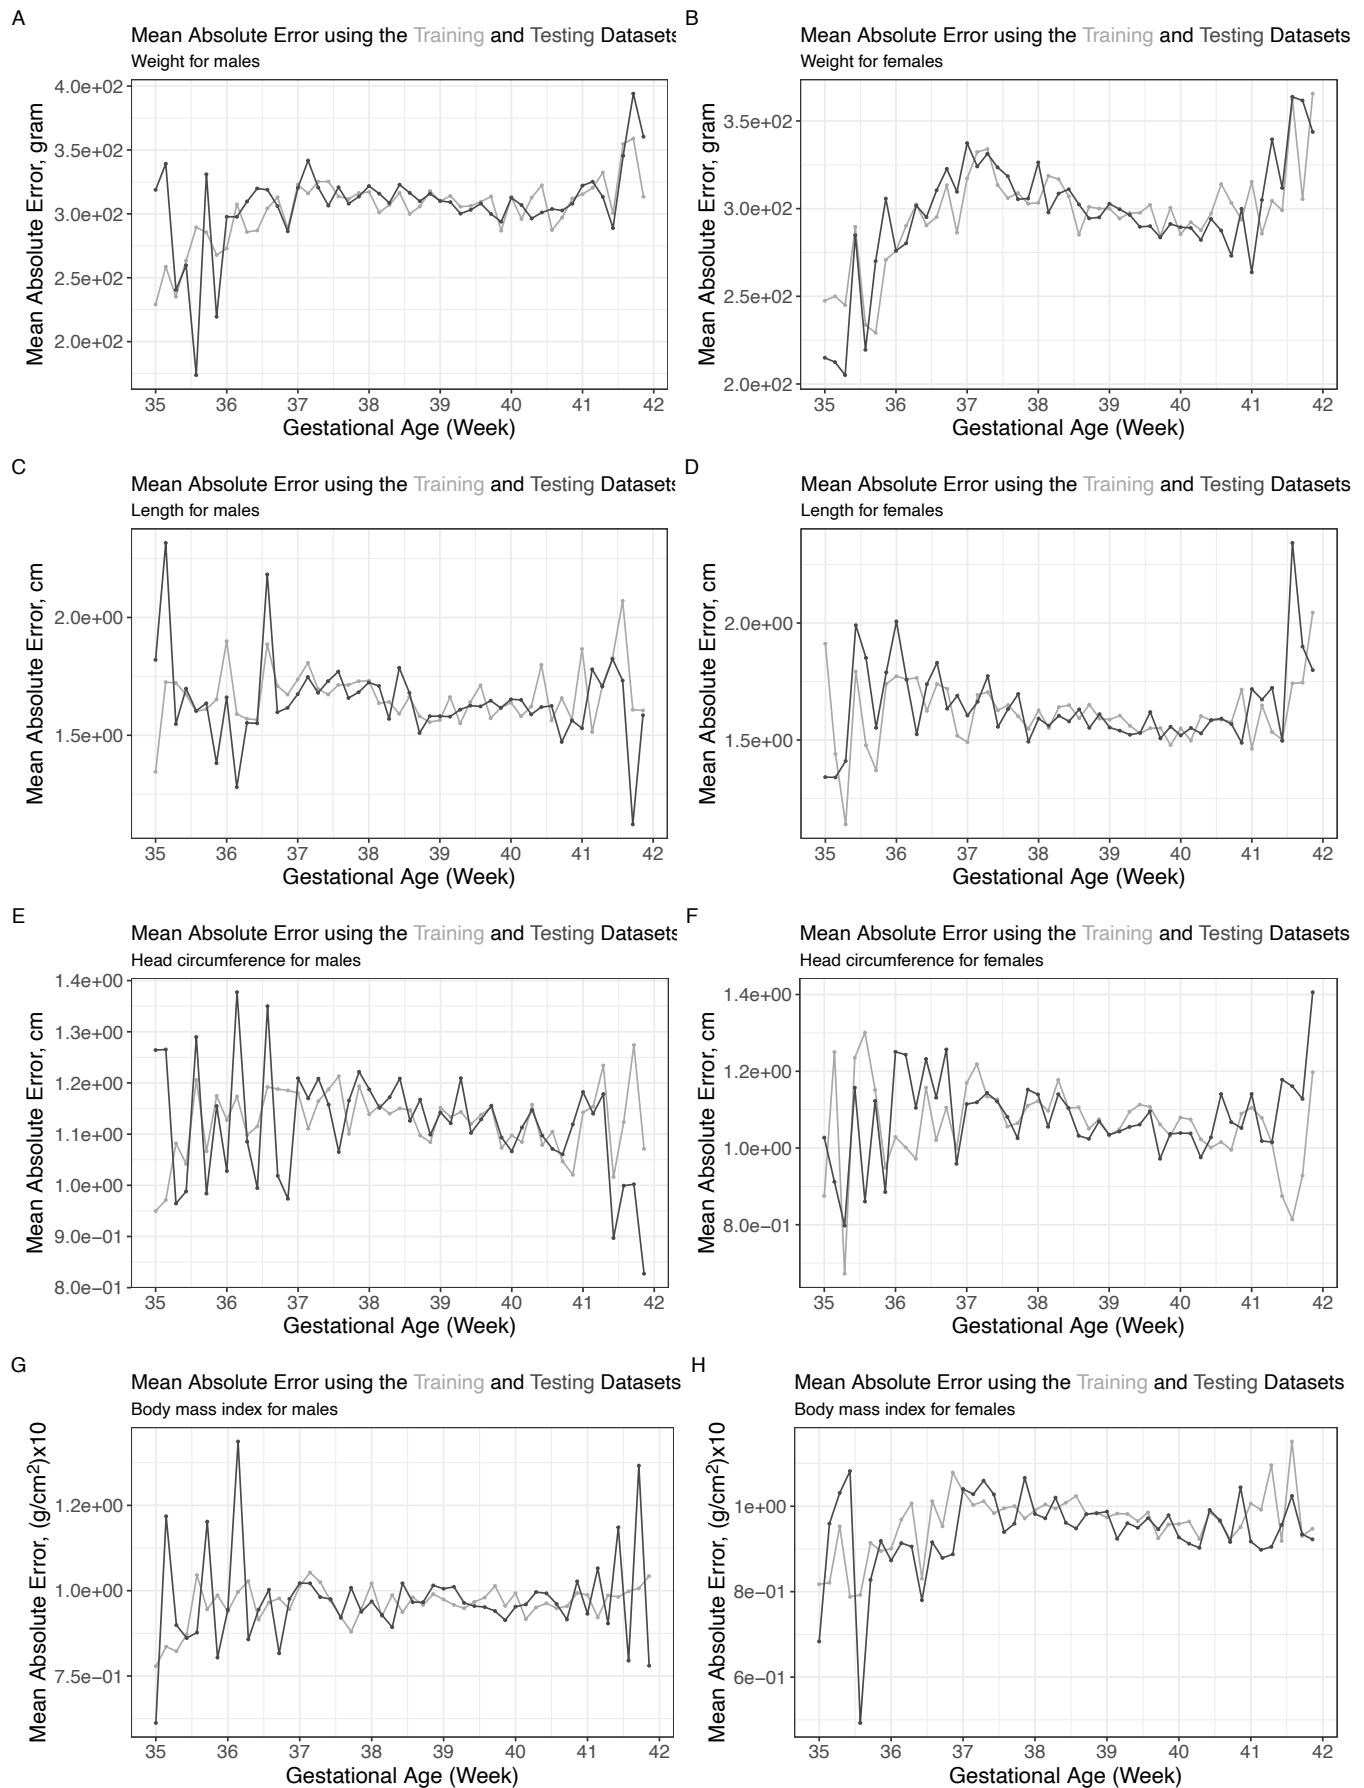 A
Mean Absolute Error using the Training and Testing Datasets
Weight for males
Mean Absolute Error, gram
4.0e+02
3.5e+02
3.0e+02
2.5e+02
2.0e+02
35 36 37 38 39 40 41 42
Gestational Age (Week)
B
Mean Absolute Error using the Training and Testing Datasets
Weight for females
Mean Absolute Error, gram
3.5e+02
3.0e+02
2.5e+02
2.0e+02
35 36 37 38 39 40 41 42
Gestational Age (Week)
C
Mean Absolute Error using the Training and Testing Datasets
Length for males
Mean Absolute Error, cm
2.0e+00
1.5e+00
35 36 37 38 39 40 41 42
Gestational Age (Week)
D
Mean Absolute Error using the Training and Testing Datasets
Length for females
Mean Absolute Error, cm
2.0e+00
1.5e+00
35 36 37 38 39 40 41 42
Gestational Age (Week)
E
Mean Absolute Error using the Training and Testing Datasets
Head circumference for males
Mean Absolute Error, cm
1.4e+00
1.3e+00
1.2e+00
1.1e+00
1.0e+00
9.0e−01
8.0e−01
35 36 37 38 39 40 41 42
Gestational Age (Week)
F
Mean Absolute Error using the Training and Testing Datasets
Head circumference for females
Mean Absolute Error, cm
1.4e+00
1.2e+00
1.0e+00
8.0e−01
35 36 37 38 39 40 41 42
Gestational Age (Week)
G
Mean Absolute Error using the Training and Testing Datasets
Body mass index for males
Mean Absolute Error, (g/cm²)x10
1.2e+00
1.0e+00
7.5e−01
35 36 37 38 39 40 41 42
Gestational Age (Week)
H
Mean Absolute Error using the Training and Testing Datasets
Body mass index for females
Mean Absolute Error, (g/cm²)x10
1e+00
8e−01
6e−01
35 36 37 38 39 40 41 42
Gestational Age (Week)